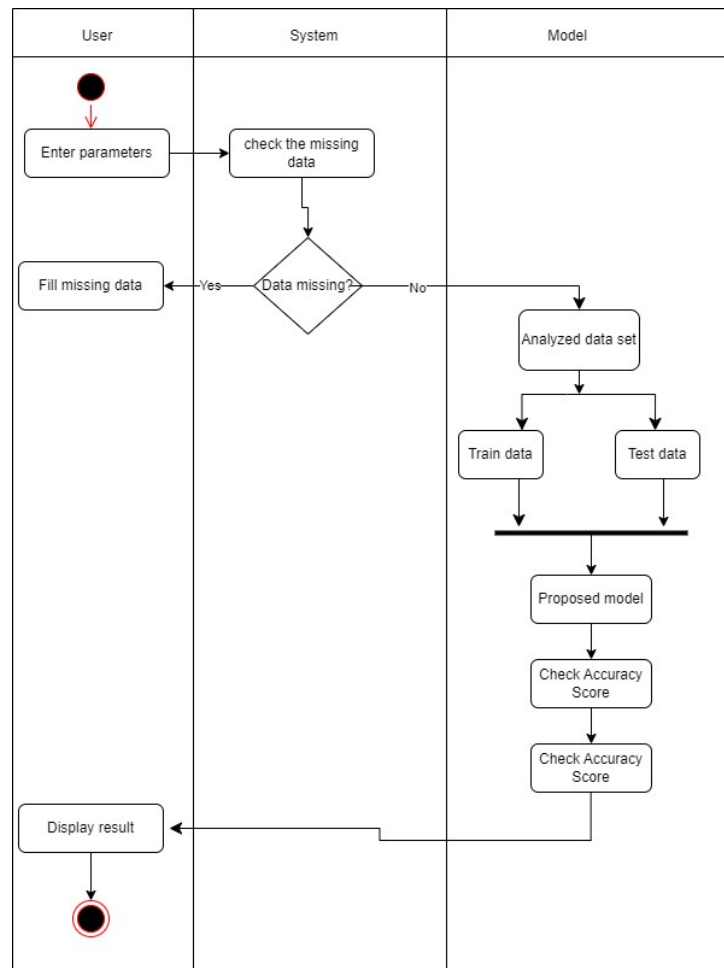 User
System
Model
Enter parameters
check the missing
data
Fill missing data
Yes
Data missing?
No
Analyzed data set
Train data
Test data
Proposed model
Check Accuracy
Score
Check Accuracy
Score
Display result